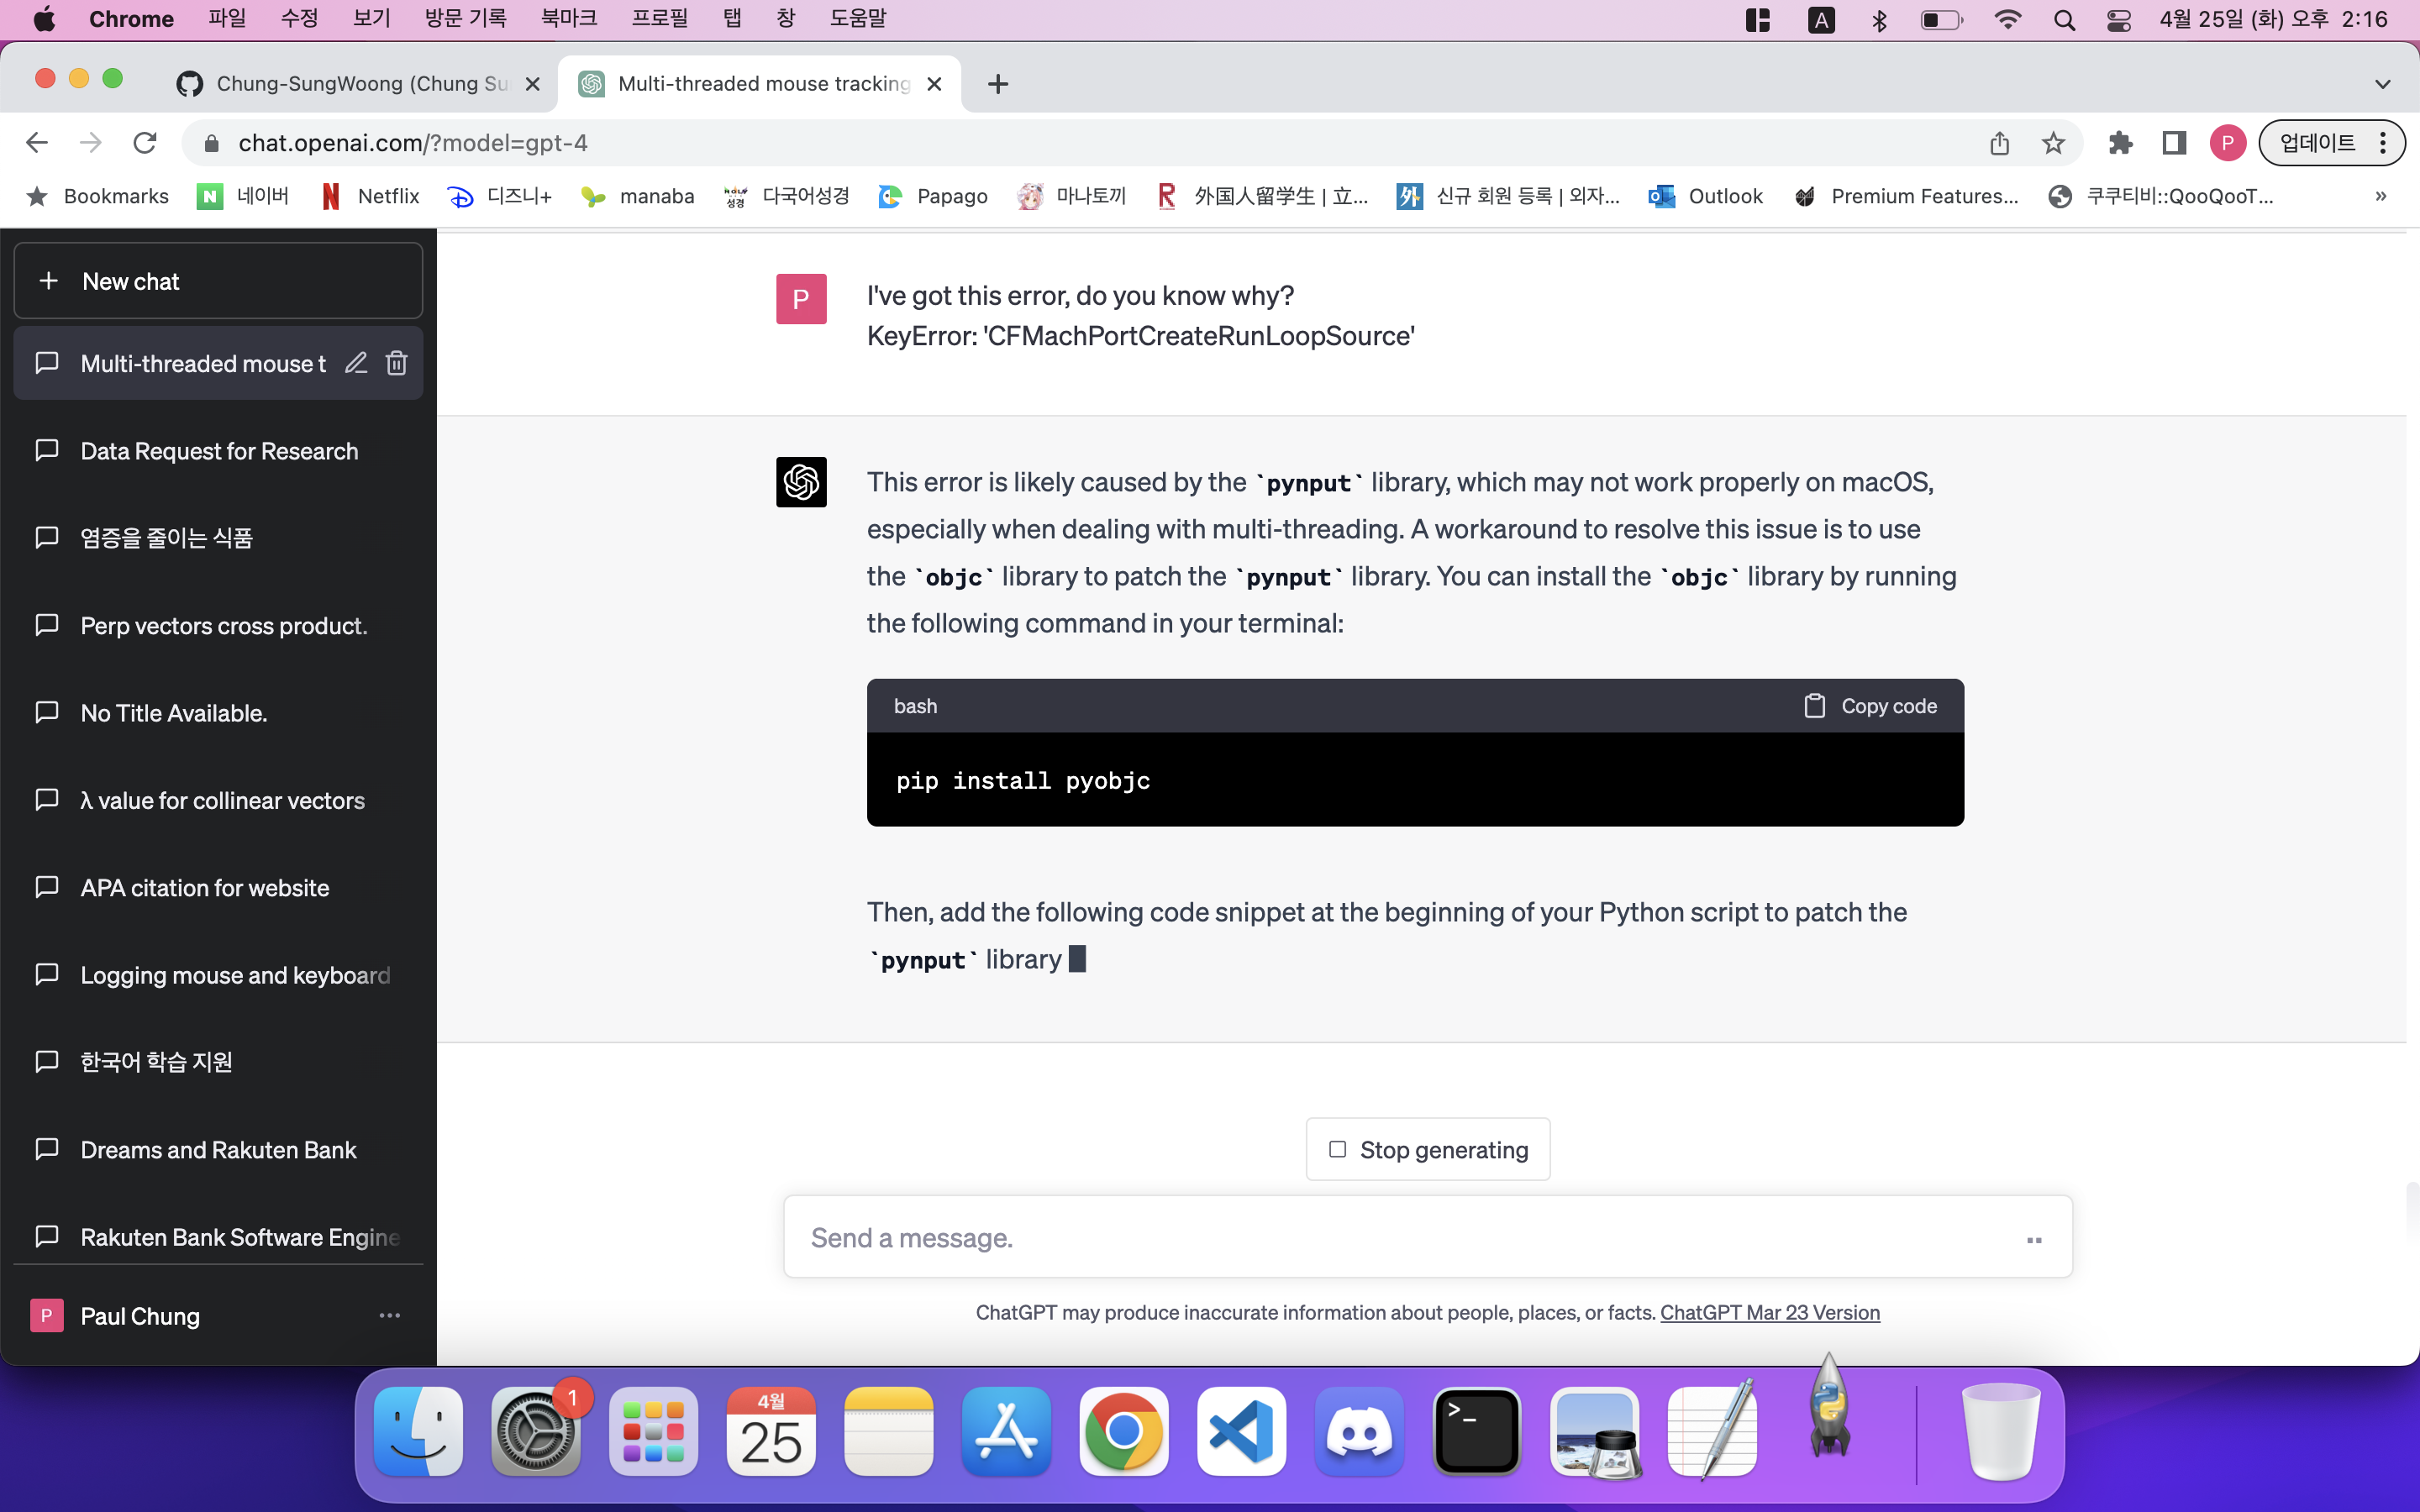 Chrome 파일 수정 보기 방문 기록 북마크 프로필 탭 창 도움말 A 4월 25일 (화) 오후 2:16
Chung-SungWoong (Chung Su
Multi-threaded mouse tracking
chat.openai.com/?model=gpt-4
P 업데이트
Bookmarks 네이버 Netflix 디즈니+ manaba 다국어성경 Papago 마나토끼 外国人留学生 | 立... 신규 회원 등록 | 외자... Outlook Premium Features... 쿠쿠티비::QooQooT... »
New chat
Multi-threaded mouse t
Data Request for Research
염증을 줄이는 식품
Perp vectors cross product.
No Title Available.
λ value for collinear vectors
APA citation for website
Logging mouse and keyboard
한국어 학습 지원
Dreams and Rakuten Bank
Rakuten Bank Software Engine
P Paul Chung
P
I've got this error, do you know why?
KeyError: 'CFMachPortCreateRunLoopSource'
This error is likely caused by the `pynput` library, which may not work properly on macOS,
especially when dealing with multi-threading. A workaround to resolve this issue is to use
the `objc` library to patch the `pynput` library. You can install the `objc` library by running
the following command in your terminal:
bash
Copy code
pip install pyobjc
Then, add the following code snippet at the beginning of your Python script to patch the
`pynput` library
Stop generating
Send a message.
ChatGPT may produce inaccurate information about people, places, or facts. ChatGPT Mar 23 Version
1
4월
25